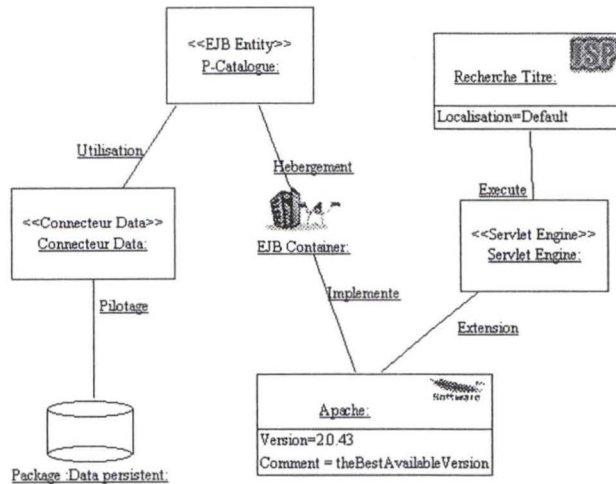 <<EJB Entity>>
P-Catalogue:
JSP
Recherche Titre:
Localisation=Default
Utilisation
Hebergement
Execute
<<Connecteur Data>>
Connecteur Data:
EJB Container:
<<Servlet Engine>>
Servlet Engine:
Pilotage
Implemente
Extension
Software
Apache:
Version=2.0.43
Comment = theBestAvailableVersion
Package :Data persistent: